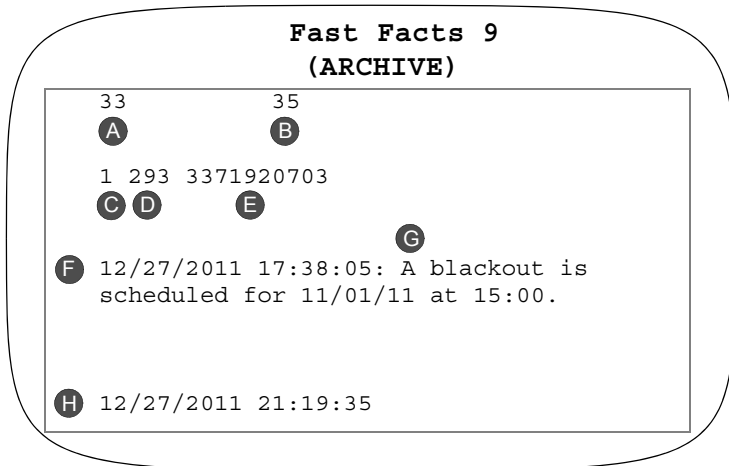 Fast Facts 9
(ARCHIVE)
33 35
A B
1 293 3371920703
C D E
G
F 12/27/2011 17:38:05: A blackout is
scheduled for 11/01/11 at 15:00.
H 12/27/2011 21:19:35